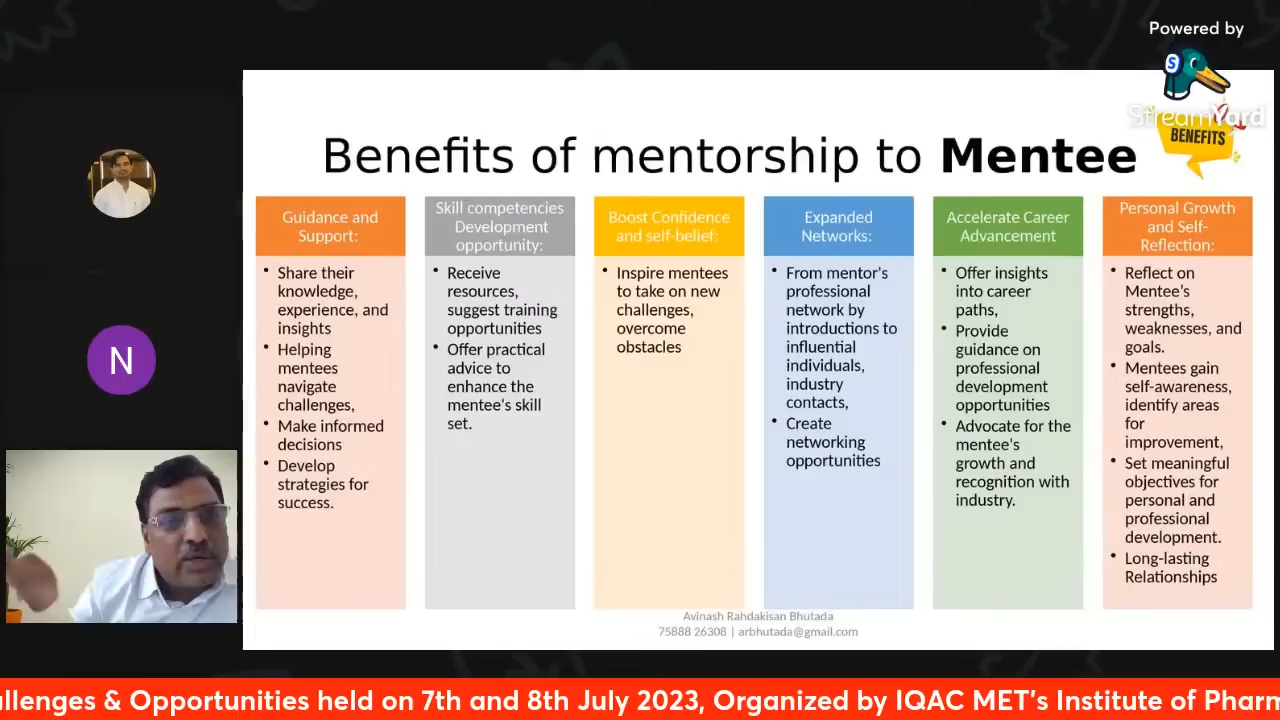 Powered by
StreamYard
BENEFITS
Benefits of mentorship to Mentee
Guidance and
Support:
• Share their
knowledge,
experience, and
insights
• Helping
mentees
navigate
challenges,
• Make informed
decisions
• Develop
strategies for
success.
Skill competencies
Development
opportunity:
• Receive
resources,
suggest training
opportunities
• Offer practical
advice to
enhance the
mentee's skill
set.
Boost Confidence
and self-belief:
• Inspire mentees
to take on new
challenges,
overcome
obstacles
Expanded
Networks:
• From mentor's
professional
network by
introductions to
influential
individuals,
industry
contacts,
• Create
networking
opportunities
Accelerate Career
Advancement
• Offer insights
into career
paths,
• Provide
guidance on
professional
development
opportunities
• Advocate for the
mentee's
growth and
recognition with
industry.
Personal Growth
and Self-
Reflection:
• Reflect on
Mentee’s
strengths,
weaknesses, and
goals.
• Mentees gain
self-awareness,
identify areas
for
improvement,
• Set meaningful
objectives for
personal and
professional
development.
• Long-lasting
Relationships
N
Avinash Rahdakisan Bhutada
75888 26308 | arbhutada@gmail.com
allenges & Opportunities held on 7th and 8th July 2023, Organized by IQAC MET's Institute of Pharm